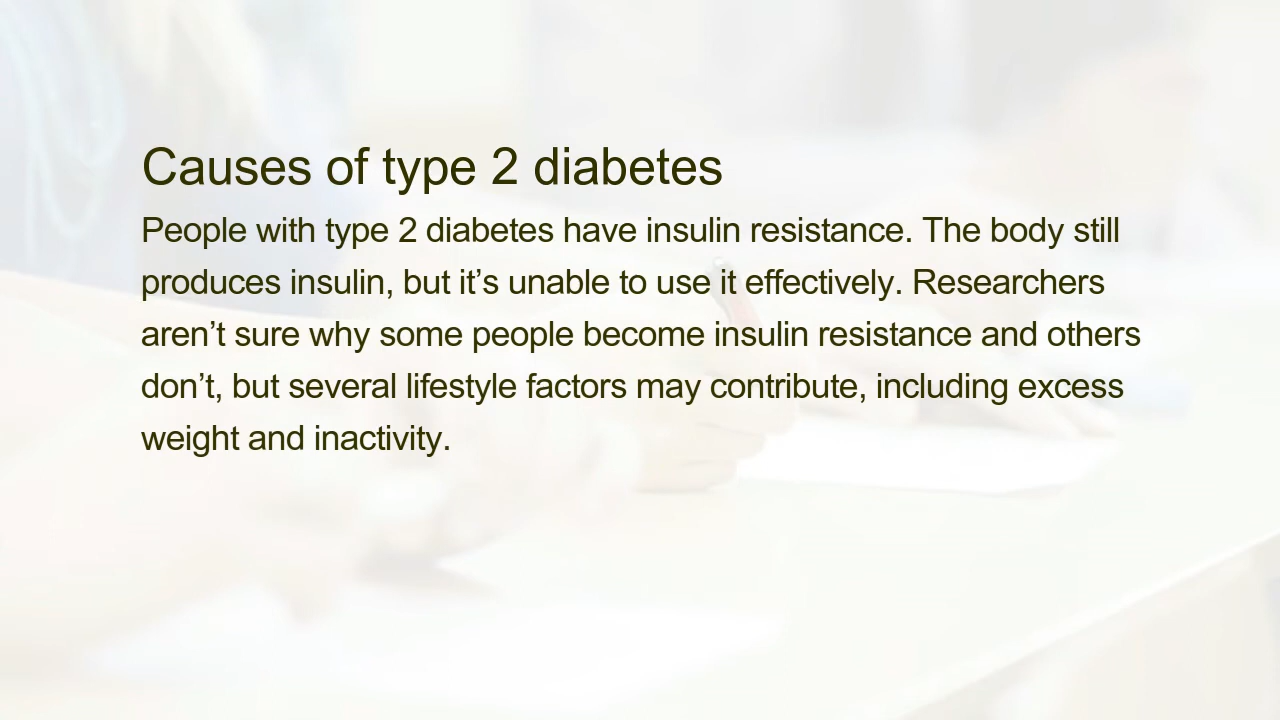 Causes of type 2 diabetes
People with type 2 diabetes have insulin resistance. The body still
produces insulin, but it’s unable to use it effectively. Researchers
aren’t sure why some people become insulin resistance and others
don’t, but several lifestyle factors may contribute, including excess
weight and inactivity.